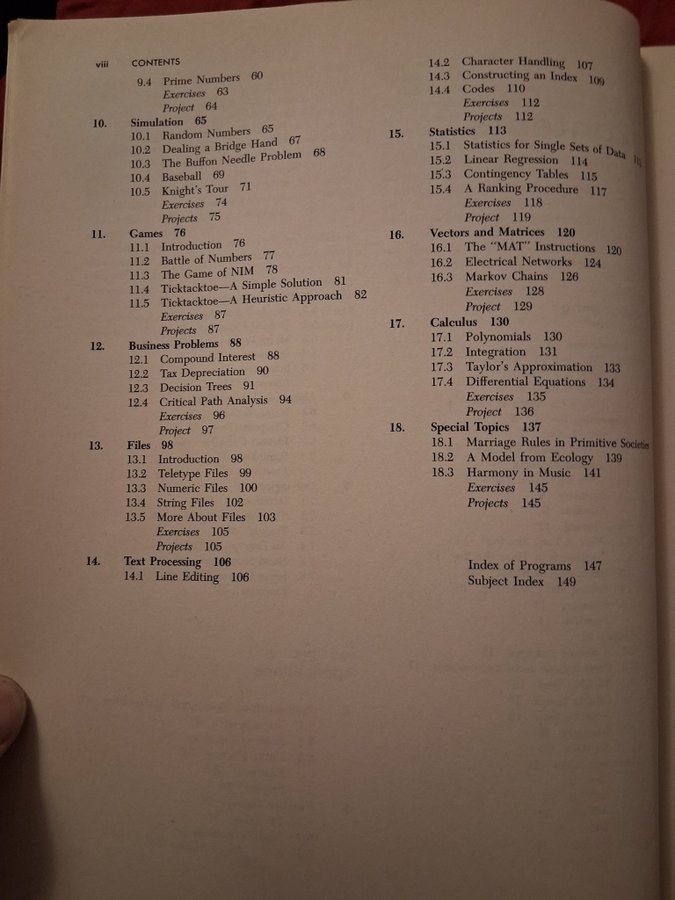 viii CONTENTS
9.4 Prime Numbers 60
Exercises 63
Project 64
10. Simulation 65
10.1 Random Numbers 65
10.2 Dealing a Bridge Hand 67
10.3 The Buffon Needle Problem 68
10.4 Baseball 69
10.5 Knight's Tour 71
Exercises 74
Projects 75
11. Games 76
11.1 Introduction 76
11.2 Battle of Numbers 77
11.3 The Game of NIM 78
11.4 Ticktacktoe—A Simple Solution 81
11.5 Ticktacktoe—A Heuristic Approach 82
Exercises 87
Projects 87
12. Business Problems 88
12.1 Compound Interest 88
12.2 Tax Depreciation 90
12.3 Decision Trees 91
12.4 Critical Path Analysis 94
Exercises 96
Project 97
13. Files 98
13.1 Introduction 98
13.2 Teletype Files 99
13.3 Numeric Files 100
13.4 String Files 102
13.5 More About Files 103
Exercises 105
Projects 105
14. Text Processing 106
14.1 Line Editing 106
14.2 Character Handling 107
14.3 Constructing an Index 109
14.4 Codes 110
Exercises 112
Projects 112
15. Statistics 113
15.1 Statistics for Single Sets of Data
15.2 Linear Regression 114
15.3 Contingency Tables 115
15.4 A Ranking Procedure 117
Exercises 118
Project 119
16. Vectors and Matrices 120
16.1 The "MAT" Instructions 120
16.2 Electrical Networks 124
16.3 Markov Chains 126
Exercises 128
Project 129
17. Calculus 130
17.1 Polynomials 130
17.2 Integration 131
17.3 Taylor's Approximation 133
17.4 Differential Equations 134
Exercises 135
Project 136
18. Special Topics 137
18.1 Marriage Rules in Primitive Societies
18.2 A Model from Ecology 139
18.3 Harmony in Music 141
Exercises 145
Projects 145
Index of Programs 147
Subject Index 149